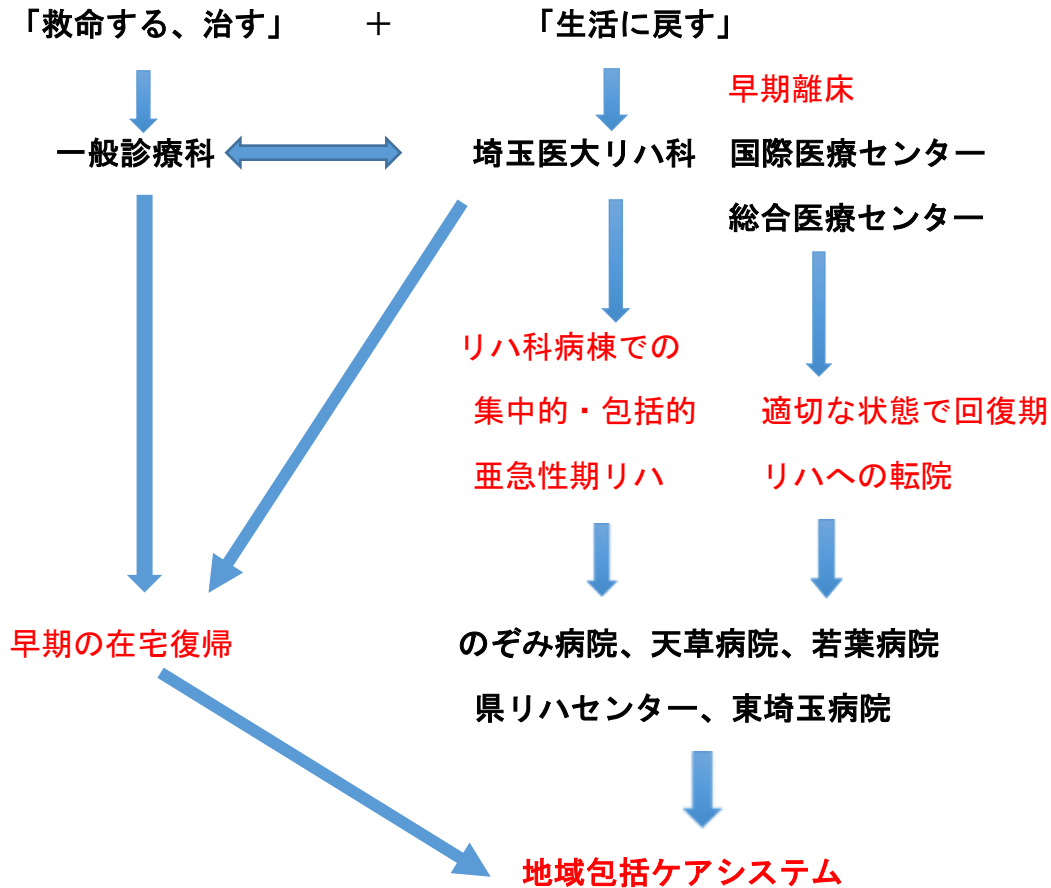 「救命する、治す」 ＋ 「生活に戻す」
早期離床
一般診療科 埼玉医大リハ科 国際医療センター
総合医療センター
リハ科病棟での
集中的・包括的
亜急性期リハ
適切な状態で回復期
リハへの転院
早期の在宅復帰
のぞみ病院、天草病院、若葉病院
県リハセンター、東埼玉病院
地域包括ケアシステム